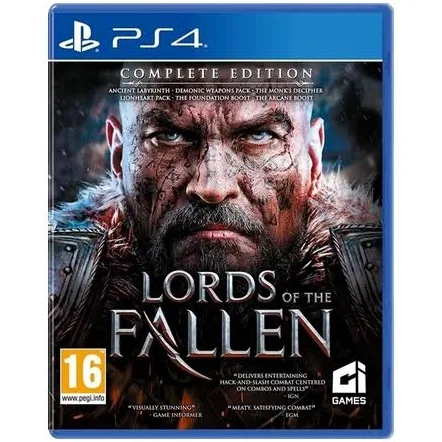 PS4
COMPLETE EDITION
ANCIENT LABYRINTH · DEMONIC WEAPONS PACK · THE MONK'S DECIPHER
LIONHEART PACK · THE FOUNDATION BOOST · THE ARCANE BOOST
LORDS OF THE
FALLEN
16
www.pegi.info
"DELIVERS ENTERTAINING
HACK-AND-SLASH COMBAT CENTERED
ON COMBOS AND SPELLS"
- IGN
"VISUALLY STUNNING"
- GAME INFORMER
"MEATY, SATISFYING COMBAT"
- EGM
CI
GAMES